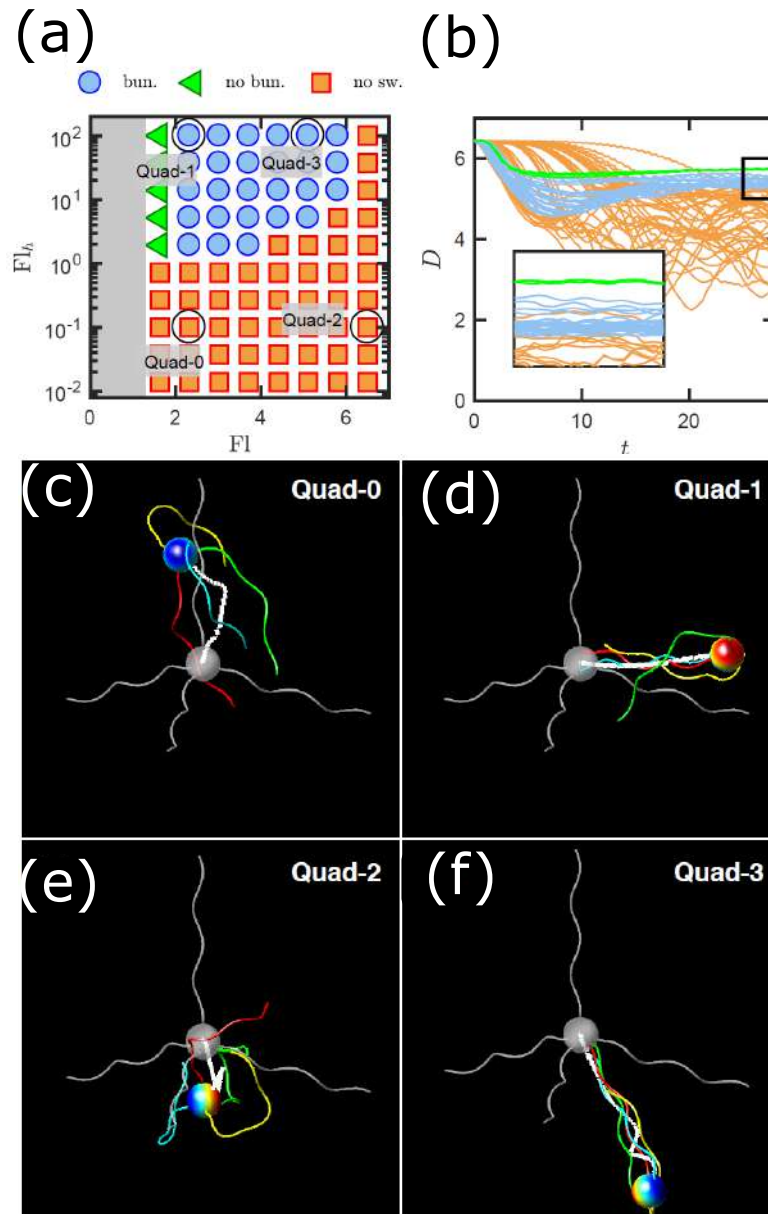 (a)
bun. no bun. no sw.
10²
10¹
10⁰
10⁻¹
10⁻²
Fl_h
Quad-1
Quad-3
Quad-2
Quad-0
0 2 4 6
Fl
(b)
6
4
2
0
D
0 10 20
t
(c)
Quad-0
(d)
Quad-1
(e)
Quad-2
(f)
Quad-3